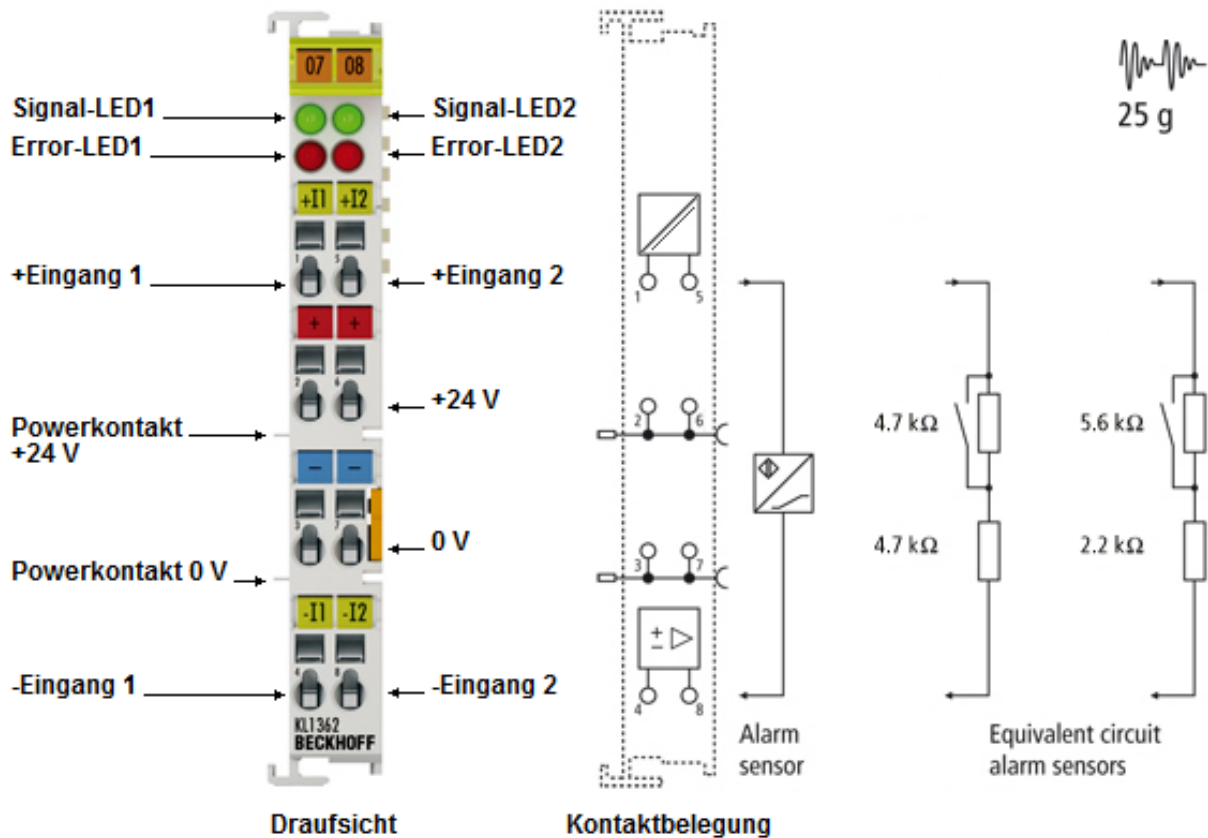 07 08
Signal-LED1
Signal-LED2
Error-LED1
Error-LED2
25 g
+I1 +I2
1 5
+Eingang 1
+Eingang 2
1 5
+ +
2 6
+24 V
Powerkontakt
+24 V
2 6
4.7 kΩ
5.6 kΩ
- -
3 7
0 V
Powerkontakt 0 V
3 7
4.7 kΩ
2.2 kΩ
-I1 -I2
4 8
-Eingang 1
-Eingang 2
+
-
4 8
KL1362
BECKHOFF
Alarm
sensor
Equivalent circuit
alarm sensors
Draufsicht
Kontaktbelegung